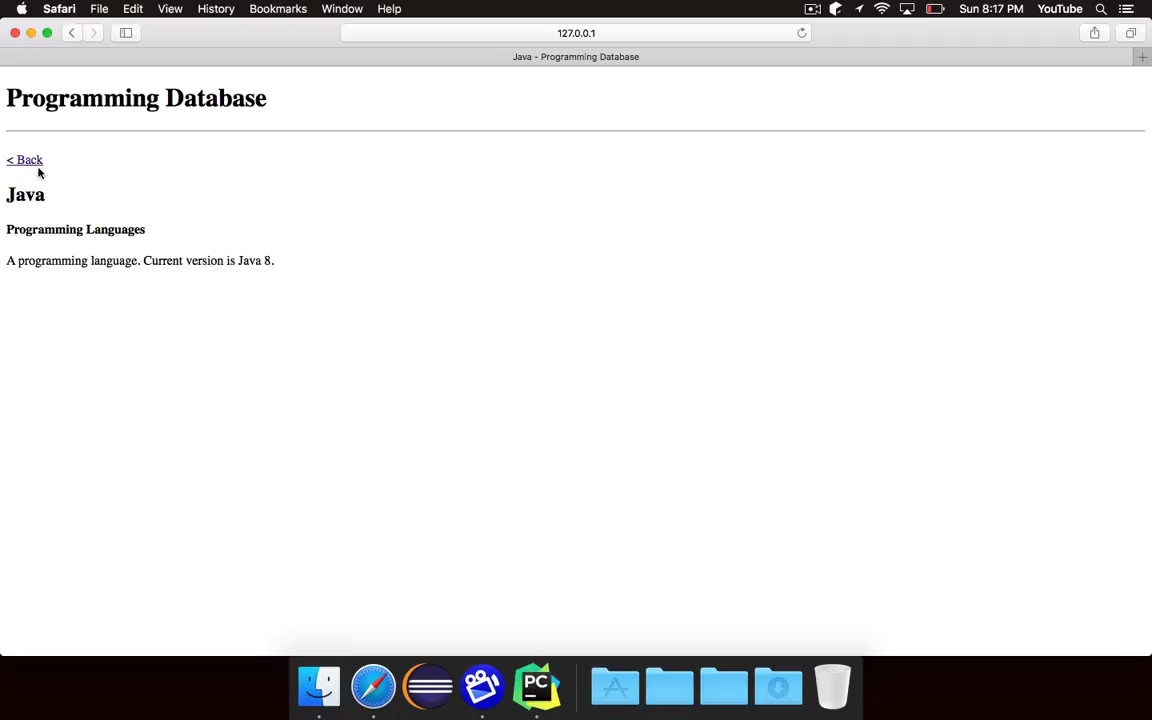 Safari File Edit View History Bookmarks Window Help Sun 8:17 PM YouTube
127.0.0.1
Java - Programming Database
Programming Database
< Back
Java
Programming Languages
A programming language. Current version is Java 8.
PC